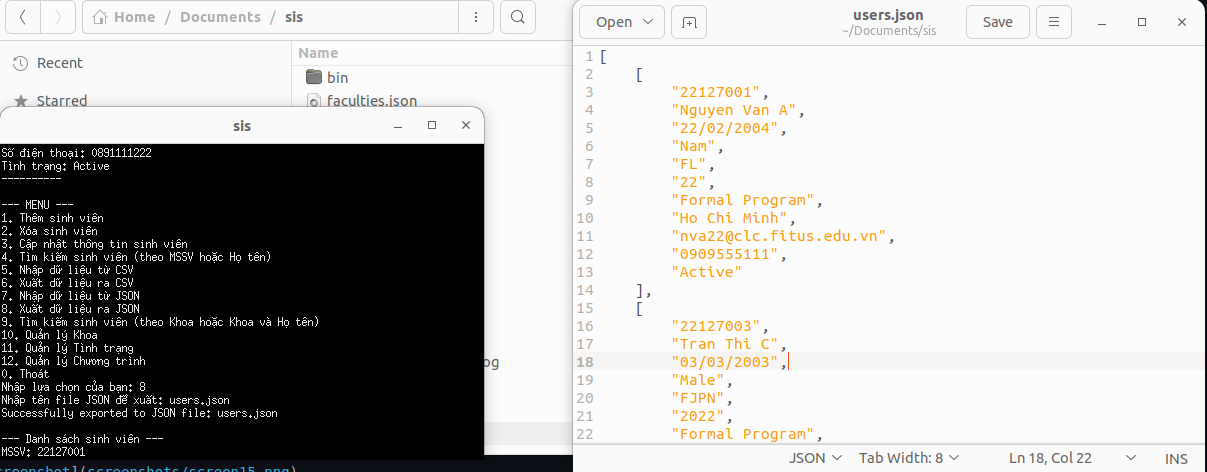 Home / Documents / sis
Name
Recent
bin
Starred
faculties.json
sis
Số điện thoại: 0891111222
Tình trạng: Active
----------
--- MENU ---
1. Thêm sinh viên
2. Xóa sinh viên
3. Cập nhật thông tin sinh viên
4. Tìm kiếm sinh viên (theo MSSV hoặc Họ tên)
5. Nhập dữ liệu từ CSV
6. Xuất dữ liệu ra CSV
7. Nhập dữ liệu từ JSON
8. Xuất dữ liệu ra JSON
9. Tìm kiếm sinh viên (theo Khoa hoặc Khoa và Họ tên)
10. Quản lý Khoa
11. Quản lý Tình trạng
12. Quản lý Chương trình
0. Thoát
Nhập lựa chọn của bạn: 8
Nhập tên file JSON để xuất: users.json
Successfully exported to JSON file: users.json
--- Danh sách sinh viên ---
MSSV: 22127001
og
creenshot](screenshots/screen15.png)
Open
users.json
~/Documents/sis
Save
1 [
2 [
3 "22127001",
4 "Nguyen Van A",
5 "22/02/2004",
6 "Nam",
7 "FL",
8 "22",
9 "Formal Program",
10 "Ho Chi Minh",
11 "nva22@clc.fitus.edu.vn",
12 "0909555111",
13 "Active"
14 ],
15 [
16 "22127003",
17 "Tran Thi C",
18 "03/03/2003",
19 "Male",
20 "FJPN",
21 "2022",
22 "Formal Program",
JSON Tab Width: 8 Ln 18, Col 22 INS